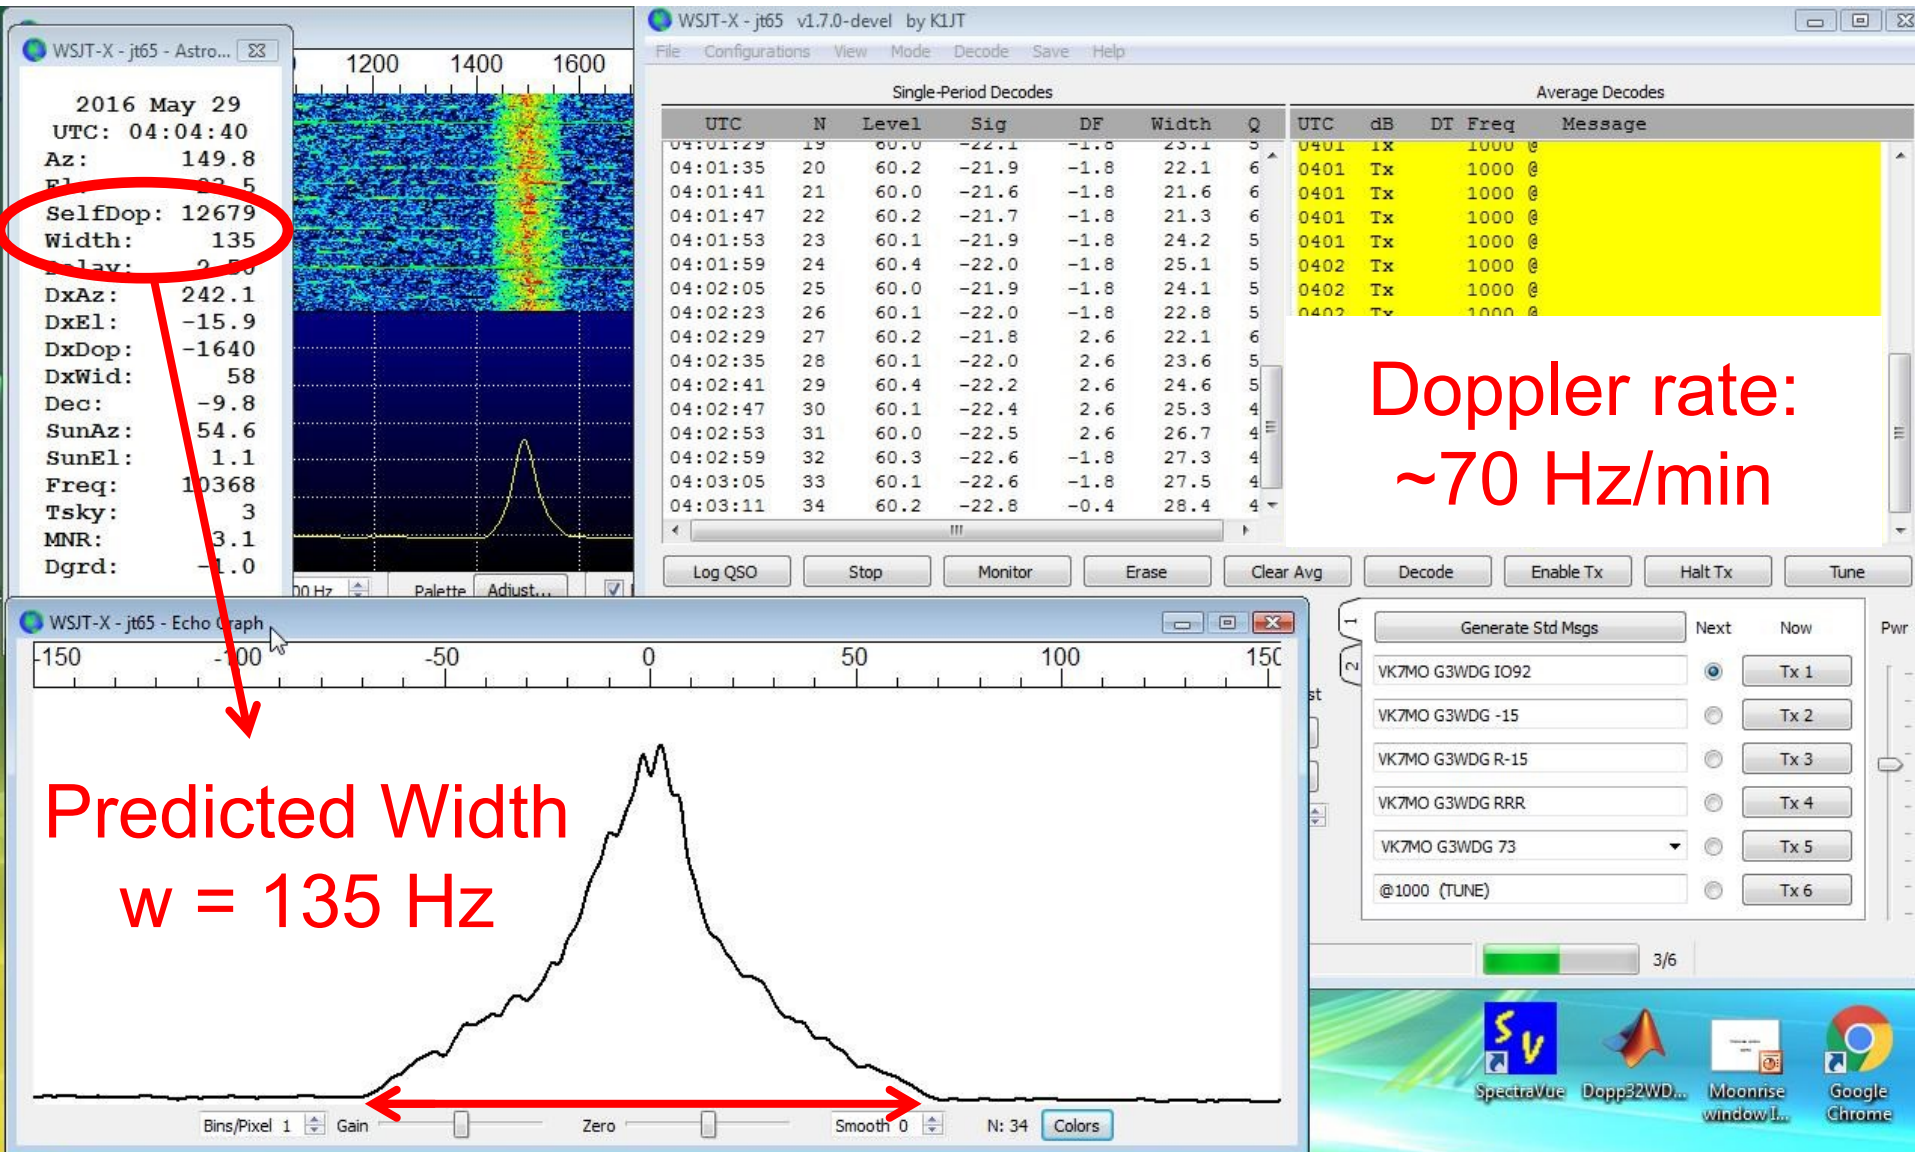 WSJT-X - jt65 - Astro...
2016 May 29
UTC: 04:04:40
Az: 149.8
SelfDop: 12679
Width: 135
DxAz: 242.1
DxEl: -15.9
DxDop: -1640
DxWid: 58
Dec: -9.8
SunAz: 54.6
SunEl: 1.1
Freq: 10368
Tsky: 3
MNR: 3.1
Dgrd: -1.0
1200 1400 1600
Palette Adjust...
WSJT-X - jt65 v1.7.0-devel by K1JT
File Configurations View Mode Decode Save Help
Single-Period Decodes
UTC N Level Sig DF Width Q
04:01:29 19 60.0 -22.1 -1.8 23.1 5
04:01:35 20 60.2 -21.9 -1.8 22.1 6
04:01:41 21 60.0 -21.6 -1.8 21.6 6
04:01:47 22 60.2 -21.7 -1.8 21.3 6
04:01:53 23 60.1 -21.9 -1.8 24.2 5
04:01:59 24 60.4 -22.0 -1.8 25.1 5
04:02:05 25 60.0 -21.9 -1.8 24.1 5
04:02:23 26 60.1 -22.0 -1.8 22.8 5
04:02:29 27 60.2 -21.8 2.6 22.1 6
04:02:35 28 60.1 -22.0 2.6 23.6 5
04:02:41 29 60.4 -22.2 2.6 24.6 5
04:02:47 30 60.1 -22.4 2.6 25.3 4
04:02:53 31 60.0 -22.5 2.6 26.7 4
04:02:59 32 60.3 -22.6 -1.8 27.3 4
04:03:05 33 60.1 -22.6 -1.8 27.5 4
04:03:11 34 60.2 -22.8 -0.4 28.4 4
Average Decodes
UTC dB DT Freq Message
0401 Tx 1000 @
0401 Tx 1000 @
0401 Tx 1000 @
0401 Tx 1000 @
0401 Tx 1000 @
0402 Tx 1000 @
0402 Tx 1000 @
0402 Tx 1000 @
Doppler rate:
~70 Hz/min
Log QSO Stop Monitor Erase Clear Avg Decode Enable Tx Halt Tx Tune
WSJT-X - jt65 - Echo Graph
-150 -100 -50 0 50 100 150
Predicted Width
w = 135 Hz
Bins/Pixel 1 Gain Zero Smooth 0 N: 34 Colors
1
2
Generate Std Msgs Next Now Pwr
VK7MO G3WDG IO92 Tx 1
VK7MO G3WDG -15 Tx 2
VK7MO G3WDG R-15 Tx 3
VK7MO G3WDG RRR Tx 4
VK7MO G3WDG 73 Tx 5
@1000 (TUNE) Tx 6
3/6
SV
SpectraVue
Dopp32WD...
Moonrise
window I...
Google
Chrome